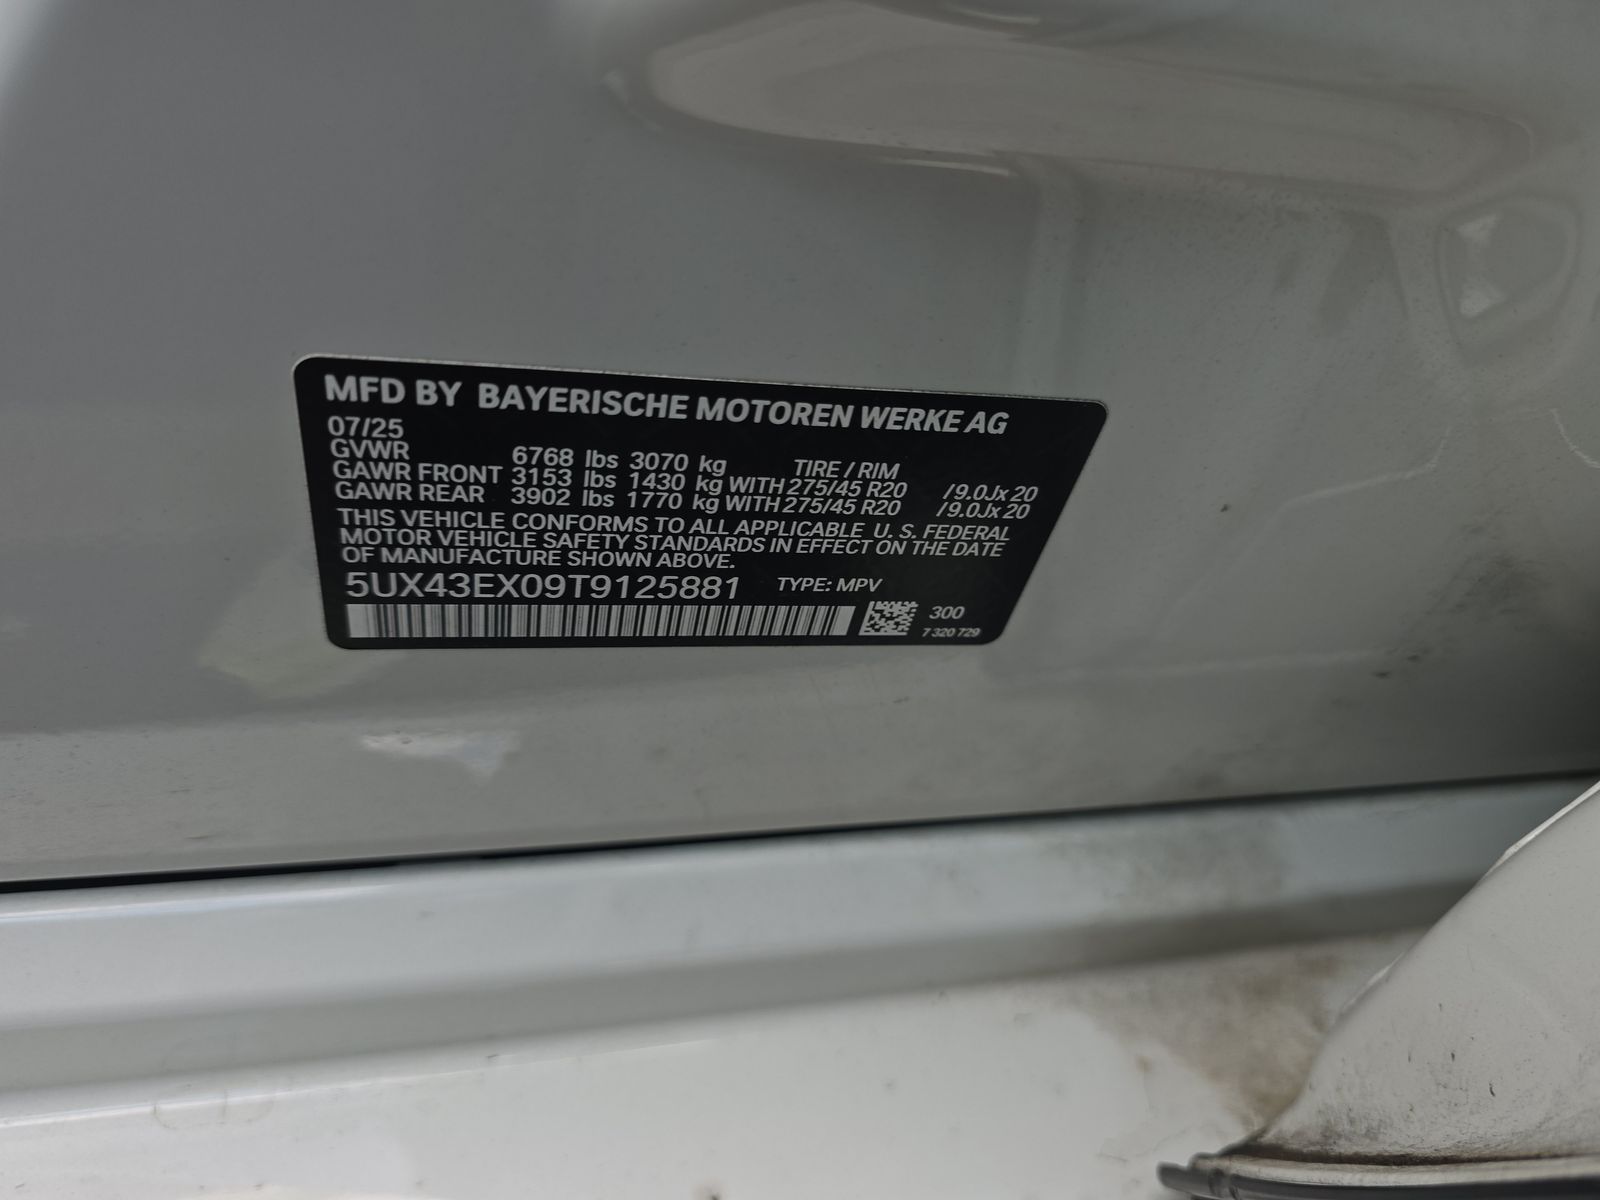 MFD BY BAYERISCHE MOTOREN WERKE AG
07/25
GVWR 6768 lbs 3070 kg TIRE / RIM
GAWR FRONT 3153 lbs 1430 kg WITH 275/45 R20 /9.0Jx20
GAWR REAR 3902 lbs 1770 kg WITH 275/45 R20 /9.0Jx20
THIS VEHICLE CONFORMS TO ALL APPLICABLE U. S. FEDERAL
MOTOR VEHICLE SAFETY STANDARDS IN EFFECT ON THE DATE
OF MANUFACTURE SHOWN ABOVE.
5UX43EX09T9125881 TYPE: MPV
300
7 320 729